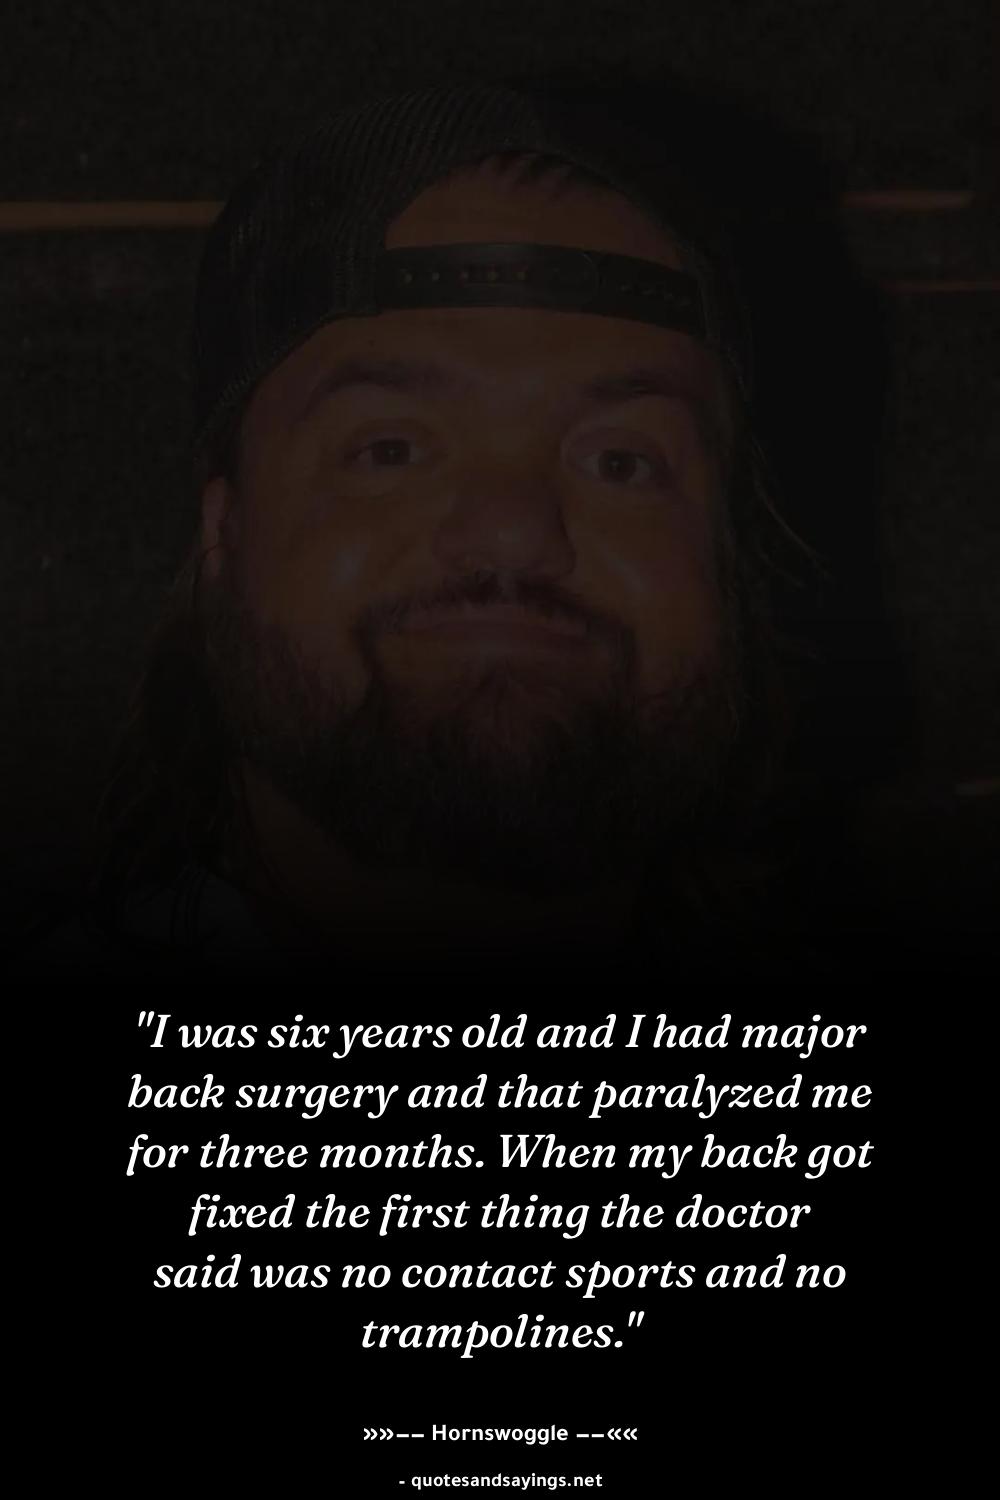 "I was six years old and I had major
back surgery and that paralyzed me
for three months. When my back got
fixed the first thing the doctor
said was no contact sports and no
trampolines."
»»−− Hornswoggle −−««
- quotesandsayings.net